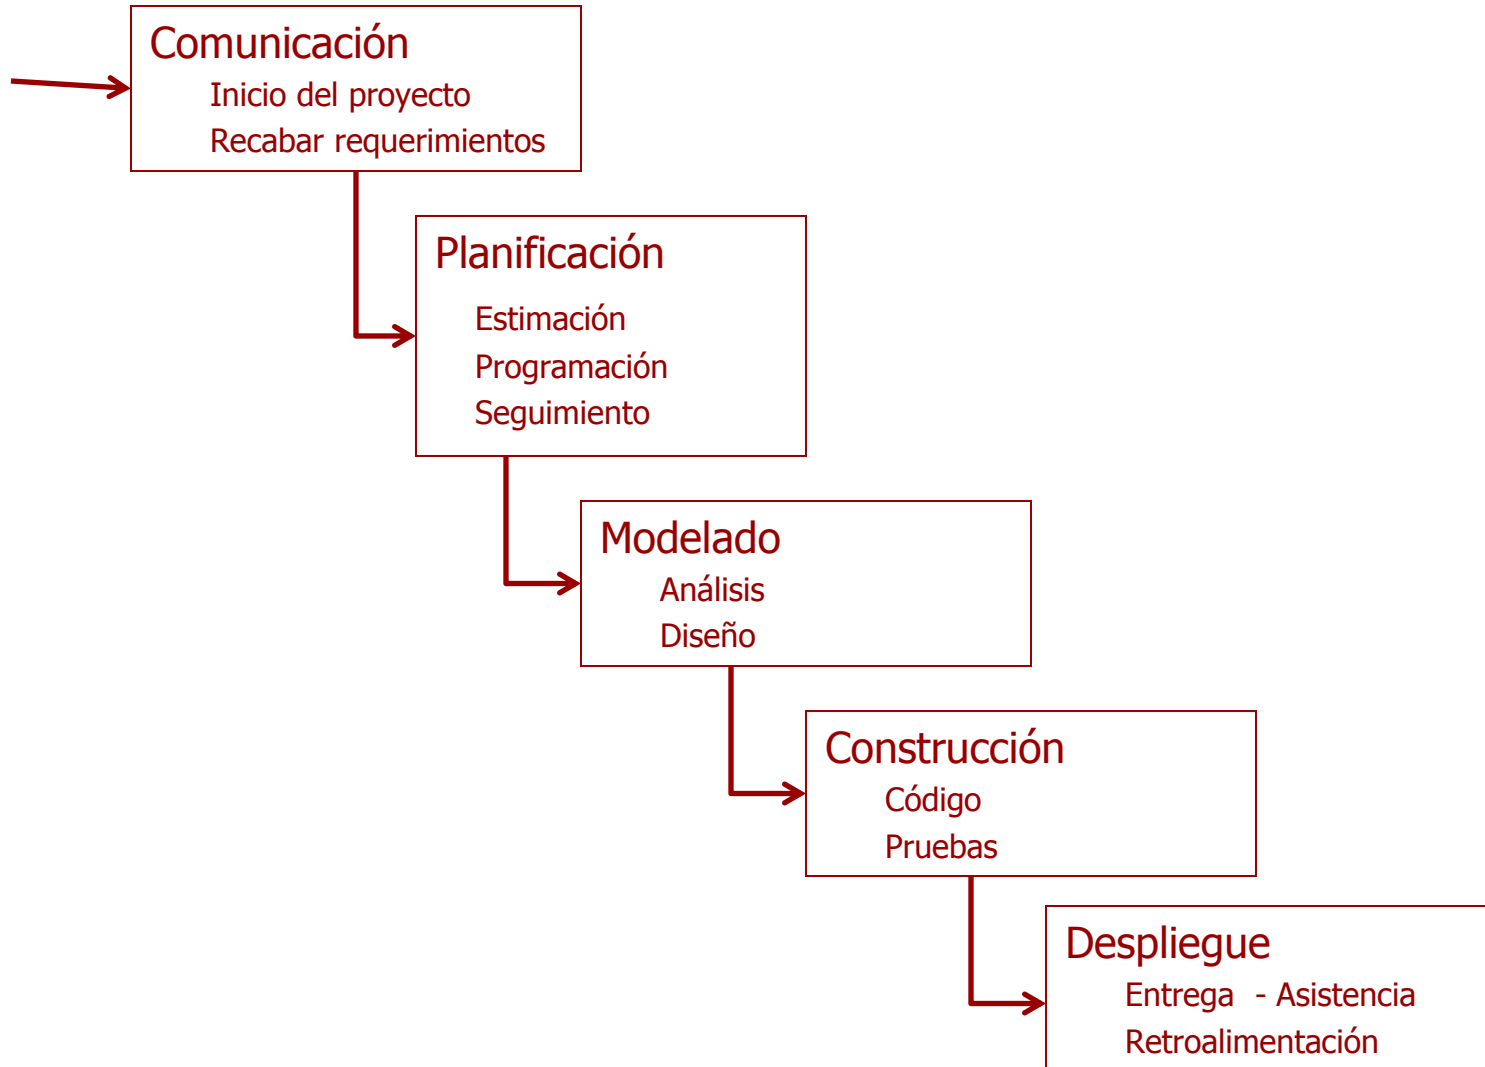 Comunicación
Inicio del proyecto
Recabar requerimientos
Planificación
Estimación
Programación
Seguimiento
Modelado
Análisis
Diseño
Construcción
Código
Pruebas
Despliegue
Entrega - Asistencia
Retroalimentación